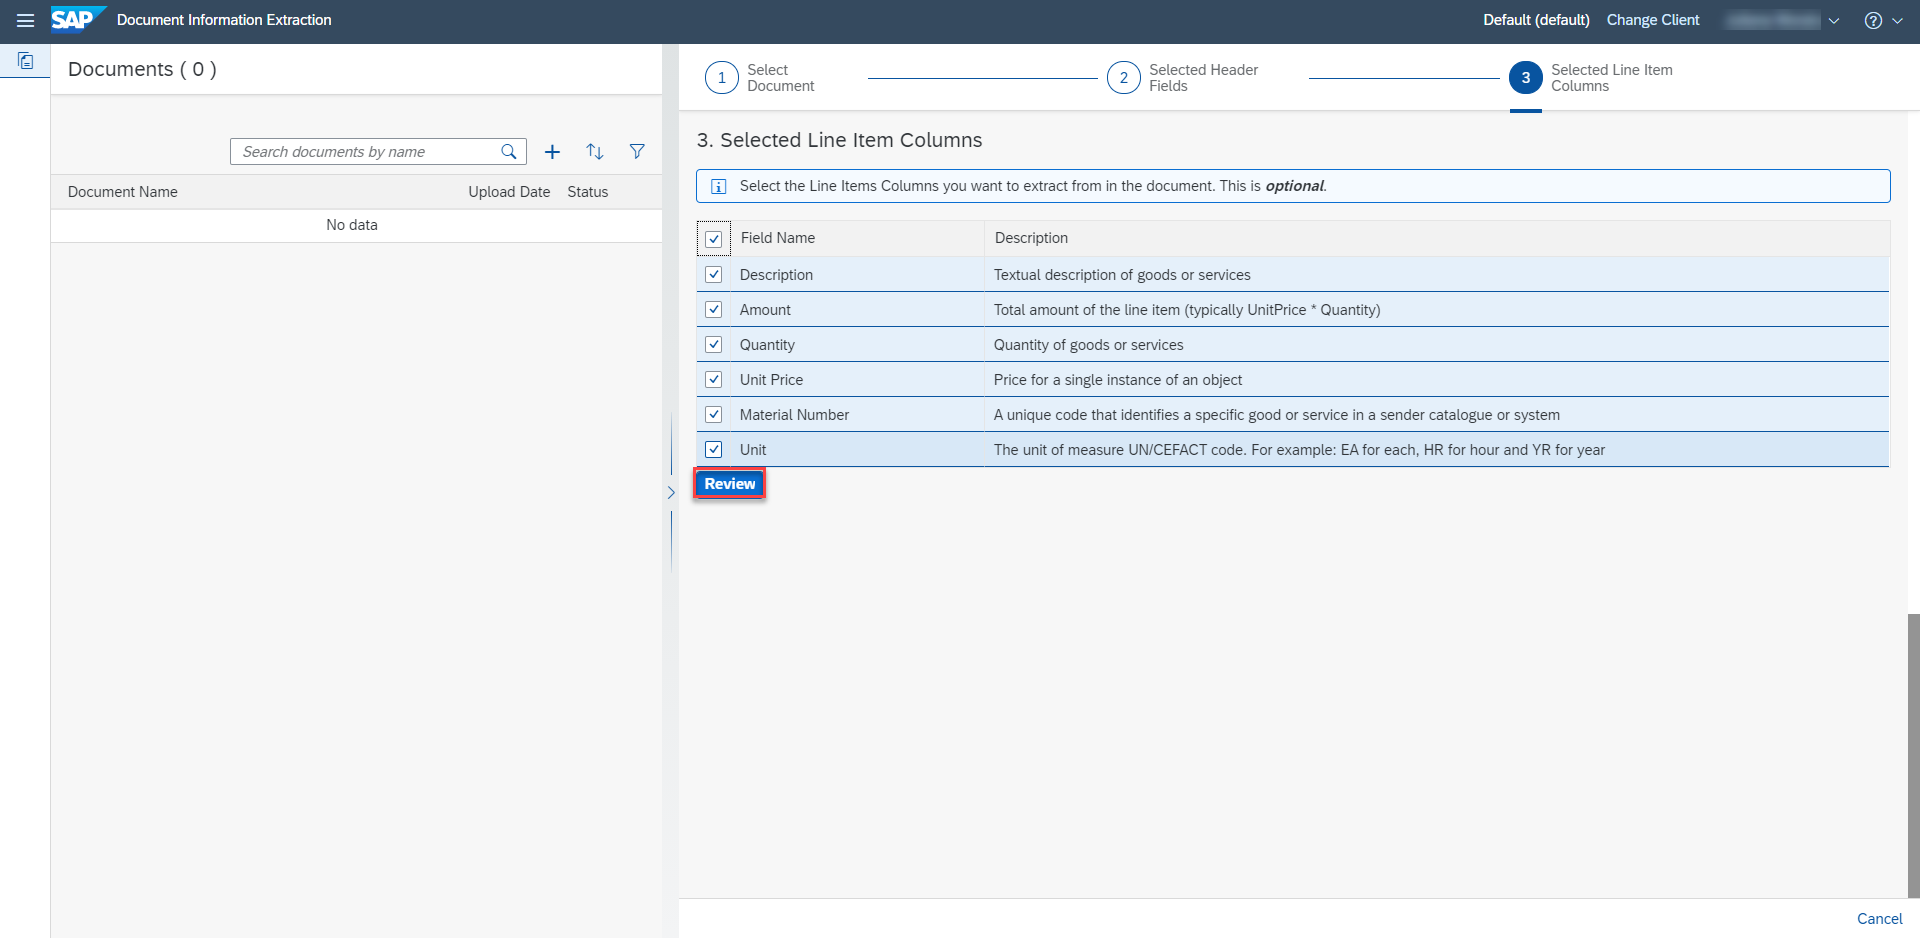 SAP Document Information Extraction
Default (default) Change Client
Documents ( 0 )
Search documents by name
Document Name Upload Date Status
No data
1 Select Document
2 Selected Header Fields
3 Selected Line Item Columns
3. Selected Line Item Columns
Select the Line Items Columns you want to extract from in the document. This is optional.
Field Name Description
Description Textual description of goods or services
Amount Total amount of the line item (typically UnitPrice * Quantity)
Quantity Quantity of goods or services
Unit Price Price for a single instance of an object
Material Number A unique code that identifies a specific good or service in a sender catalogue or system
Unit The unit of measure UN/CEFACT code. For example: EA for each, HR for hour and YR for year
Review
Cancel